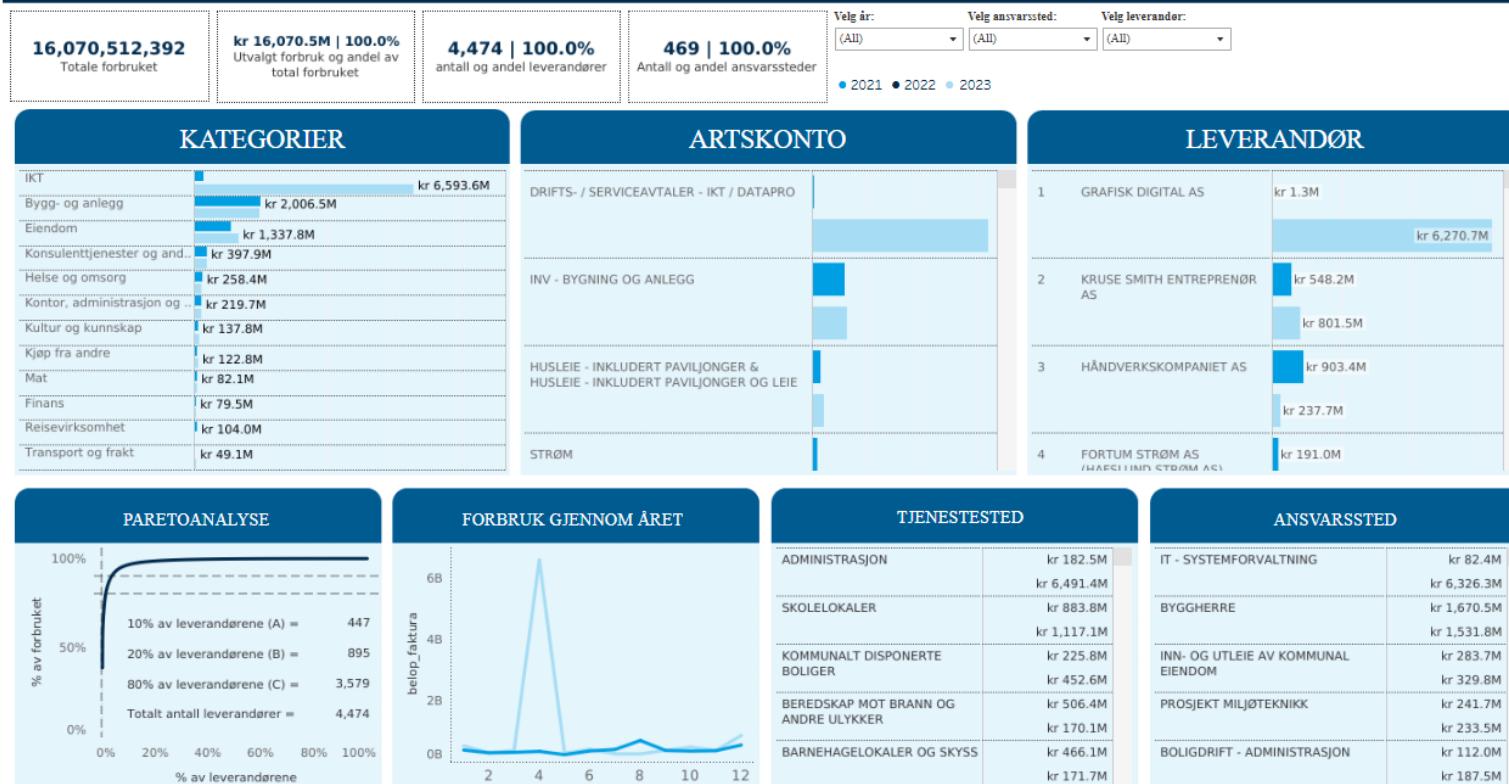 Velg år:
Velg ansvarssted:
Velg leverandør:
(All)
(All)
(All)
16,070,512,392
Totale forbruket
kr 16,070.5M | 100.0%
Utvalgt forbruk og andel av
total forbruket
4,474 | 100.0%
antall og andel leverandører
469 | 100.0%
Antall og andel ansvarssteder
2021 2022 2023
KATEGORIER
IKT
kr 6,593.6M
Bygg- og anlegg
kr 2,006.5M
Eiendom
kr 1,337.8M
Konsulenttjenester og and..
kr 397.9M
Helse og omsorg
kr 258.4M
Kontor, administrasjon og ..
kr 219.7M
Kultur og kunnskap
kr 137.8M
Kjøp fra andre
kr 122.8M
Mat
kr 82.1M
Finans
kr 79.5M
Reisevirksomhet
kr 104.0M
Transport og frakt
kr 49.1M
ARTSKONTO
DRIFTS- / SERVICEAVTALER - IKT / DATAPRO
INV - BYGNING OG ANLEGG
HUSLEIE - INKLUDERT PAVILJONGER &
HUSLEIE - INKLUDERT PAVILJONGER OG LEIE
STRØM
LEVERANDØR
1 GRAFISK DIGITAL AS
kr 1.3M
kr 6,270.7M
2 KRUSE SMITH ENTREPRENØR
AS
kr 548.2M
kr 801.5M
3 HÅNDVERKSKOMPANIET AS
kr 903.4M
kr 237.7M
4 FORTUM STRØM AS
(HAFSLUND STRØM AS)
kr 191.0M
PARETOANALYSE
100%
50%
0%
% av forbruket
10% av leverandørene (A) = 447
20% av leverandørene (B) = 895
80% av leverandørene (C) = 3,579
Totalt antall leverandører = 4,474
0% 20% 40% 60% 80% 100%
% av leverandørene
FORBRUK GJENNOM ÅRET
6B
4B
2B
0B
belop_faktura
2 4 6 8 10 12
TJENESTESTED
ADMINISTRASJON
kr 182.5M
kr 6,491.4M
SKOLELOKALER
kr 883.8M
kr 1,117.1M
KOMMUNALT DISPONERTE
BOLIGER
kr 225.8M
kr 452.6M
BEREDSKAP MOT BRANN OG
ANDRE ULYKKER
kr 506.4M
kr 170.1M
BARNEHAGELOKALER OG SKYSS
kr 466.1M
kr 171.7M
ANSVARSSTED
IT - SYSTEMFORVALTNING
kr 82.4M
kr 6,326.3M
BYGGHERRE
kr 1,670.5M
kr 1,531.8M
INN- OG UTLEIE AV KOMMUNAL
EIENDOM
kr 283.7M
kr 329.8M
PROSJEKT MILJØTEKNIKK
kr 241.7M
kr 233.5M
BOLIGDRIFT - ADMINISTRASJON
kr 112.0M
kr 187.5M